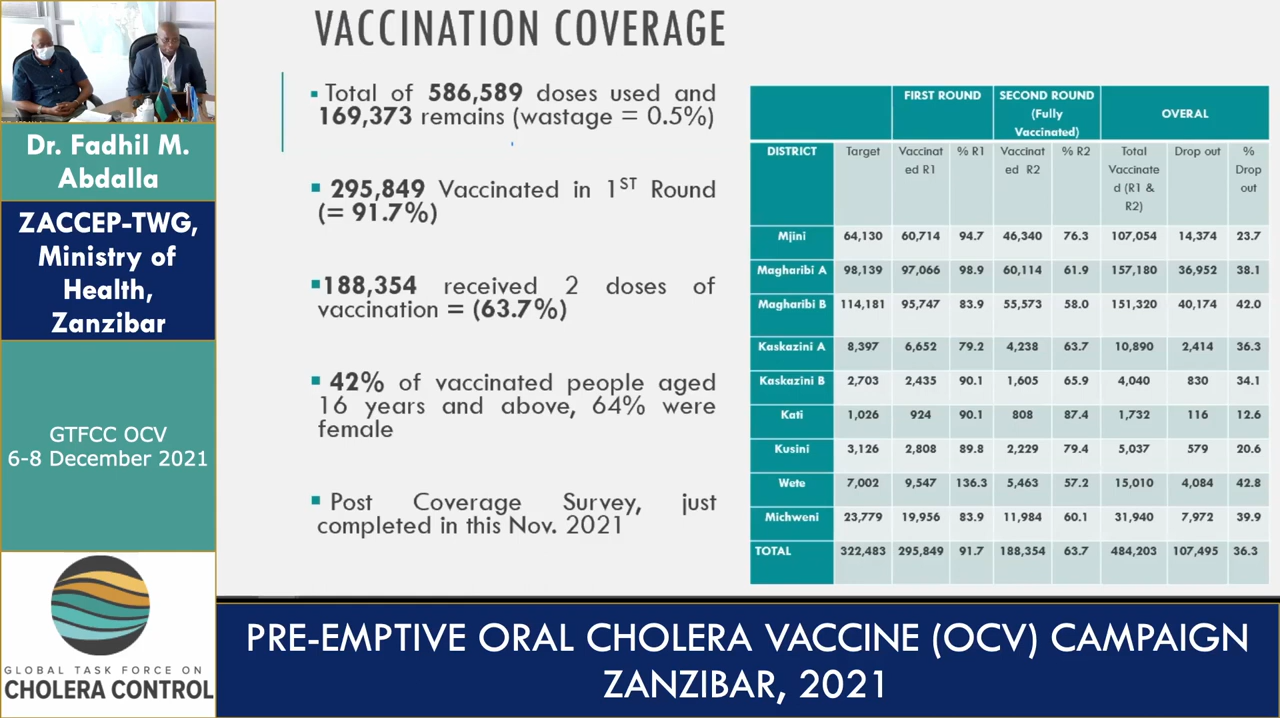 VACCINATION COVERAGE
▪ Total of 586,589 doses used and
169,373 remains (wastage = 0.5%)
▪ 295,849 Vaccinated in 1ST Round
(= 91.7%)
▪188,354 received 2 doses of
vaccination = (63.7%)
▪ 42% of vaccinated people aged
16 years and above, 64% were
female
▪ Post Coverage Survey, just
completed in this Nov. 2021
FIRST ROUND SECOND ROUND (Fully Vaccinated) OVERAL
DISTRICT Target Vaccinat ed R1 % R1 Vaccinat ed R2 % R2 Total Vaccinate d (R1 & R2) Drop out % Drop out
Mjini 64,130 60,714 94.7 46,340 76.3 107,054 14,374 23.7
Magharibi A 98,139 97,066 98.9 60,114 61.9 157,180 36,952 38.1
Magharibi B 114,181 95,747 83.9 55,573 58.0 151,320 40,174 42.0
Kaskazini A 8,397 6,652 79.2 4,238 63.7 10,890 2,414 36.3
Kaskazini B 2,703 2,435 90.1 1,605 65.9 4,040 830 34.1
Kati 1,026 924 90.1 808 87.4 1,732 116 12.6
Kusini 3,126 2,808 89.8 2,229 79.4 5,037 579 20.6
Wete 7,002 9,547 136.3 5,463 57.2 15,010 4,084 42.8
Michweni 23,779 19,956 83.9 11,984 60.1 31,940 7,972 39.9
TOTAL 322,483 295,849 91.7 188,354 63.7 484,203 107,495 36.3
Dr. Fadhil M.
Abdalla
ZACCEP-TWG,
Ministry of
Health,
Zanzibar
GTFCC OCV
6-8 December 2021
GLOBAL TASK FORCE ON
CHOLERA CONTROL
PRE-EMPTIVE ORAL CHOLERA VACCINE (OCV) CAMPAIGN
ZANZIBAR, 2021